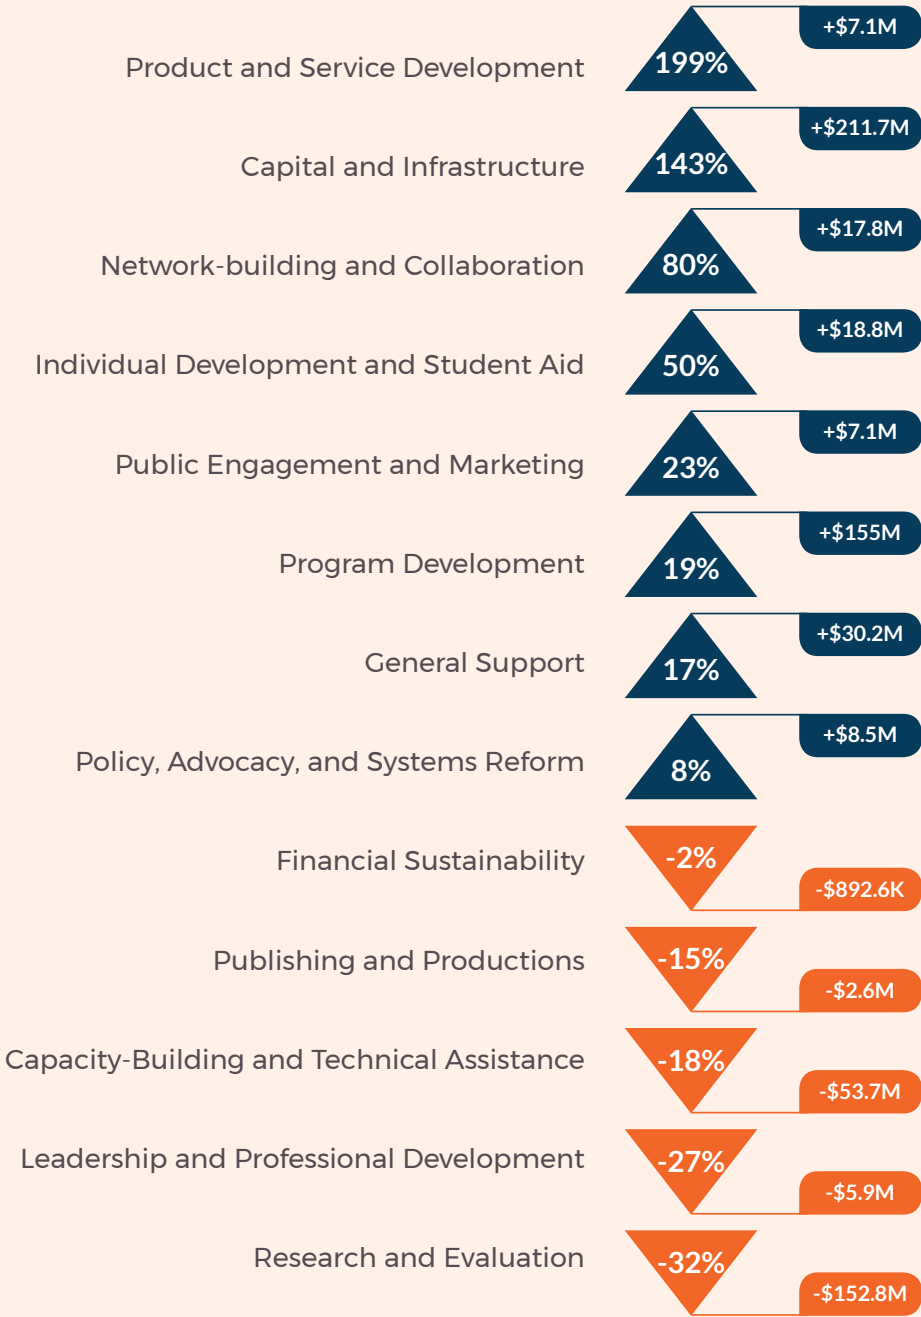 +$7.1M
Product and Service Development 199%
+$211.7M
Capital and Infrastructure 143%
+$17.8M
Network-building and Collaboration 80%
+$18.8M
Individual Development and Student Aid 50%
+$7.1M
Public Engagement and Marketing 23%
+$155M
Program Development 19%
+$30.2M
General Support 17%
+$8.5M
Policy, Advocacy, and Systems Reform 8%
Financial Sustainability -2%
-$892.6K
Publishing and Productions -15%
-$2.6M
Capacity-Building and Technical Assistance -18%
-$53.7M
Leadership and Professional Development -27%
-$5.9M
Research and Evaluation -32%
-$152.8M